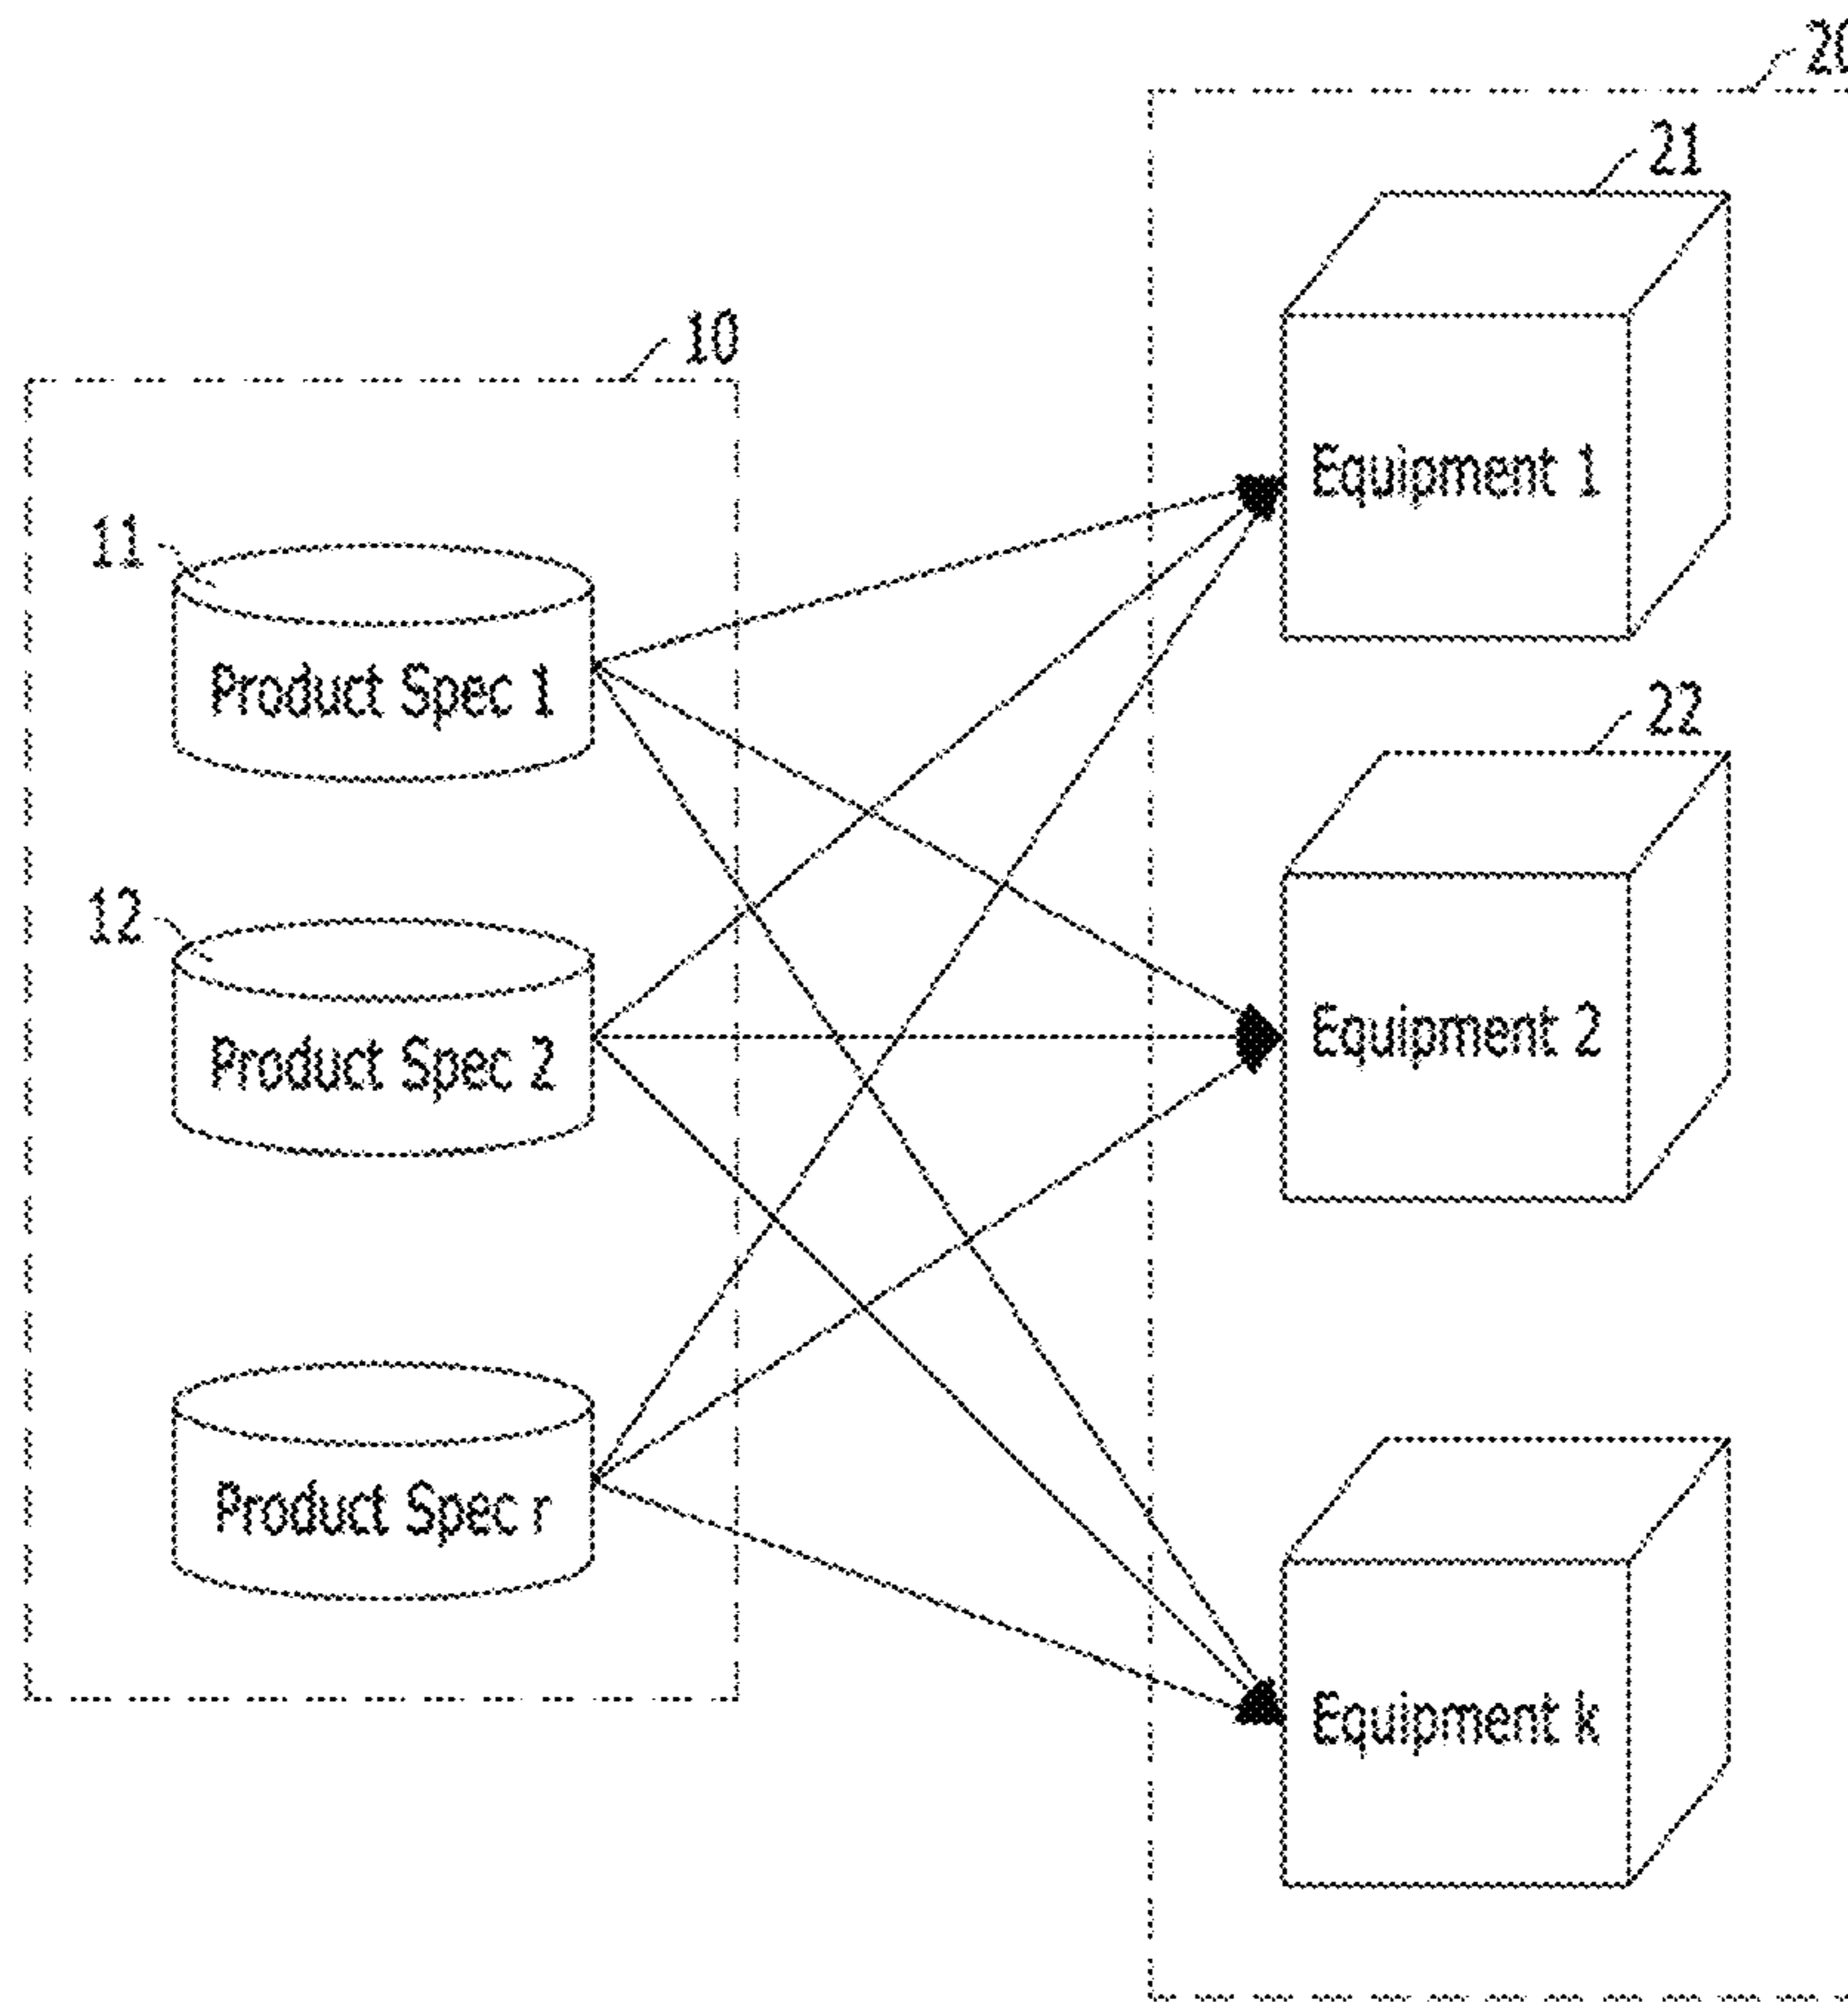 20
21
Equipment 1
10
11
Product Spec 1
22
Equipment 2
12
Product Spec 2
Product Spec r
Equipment k